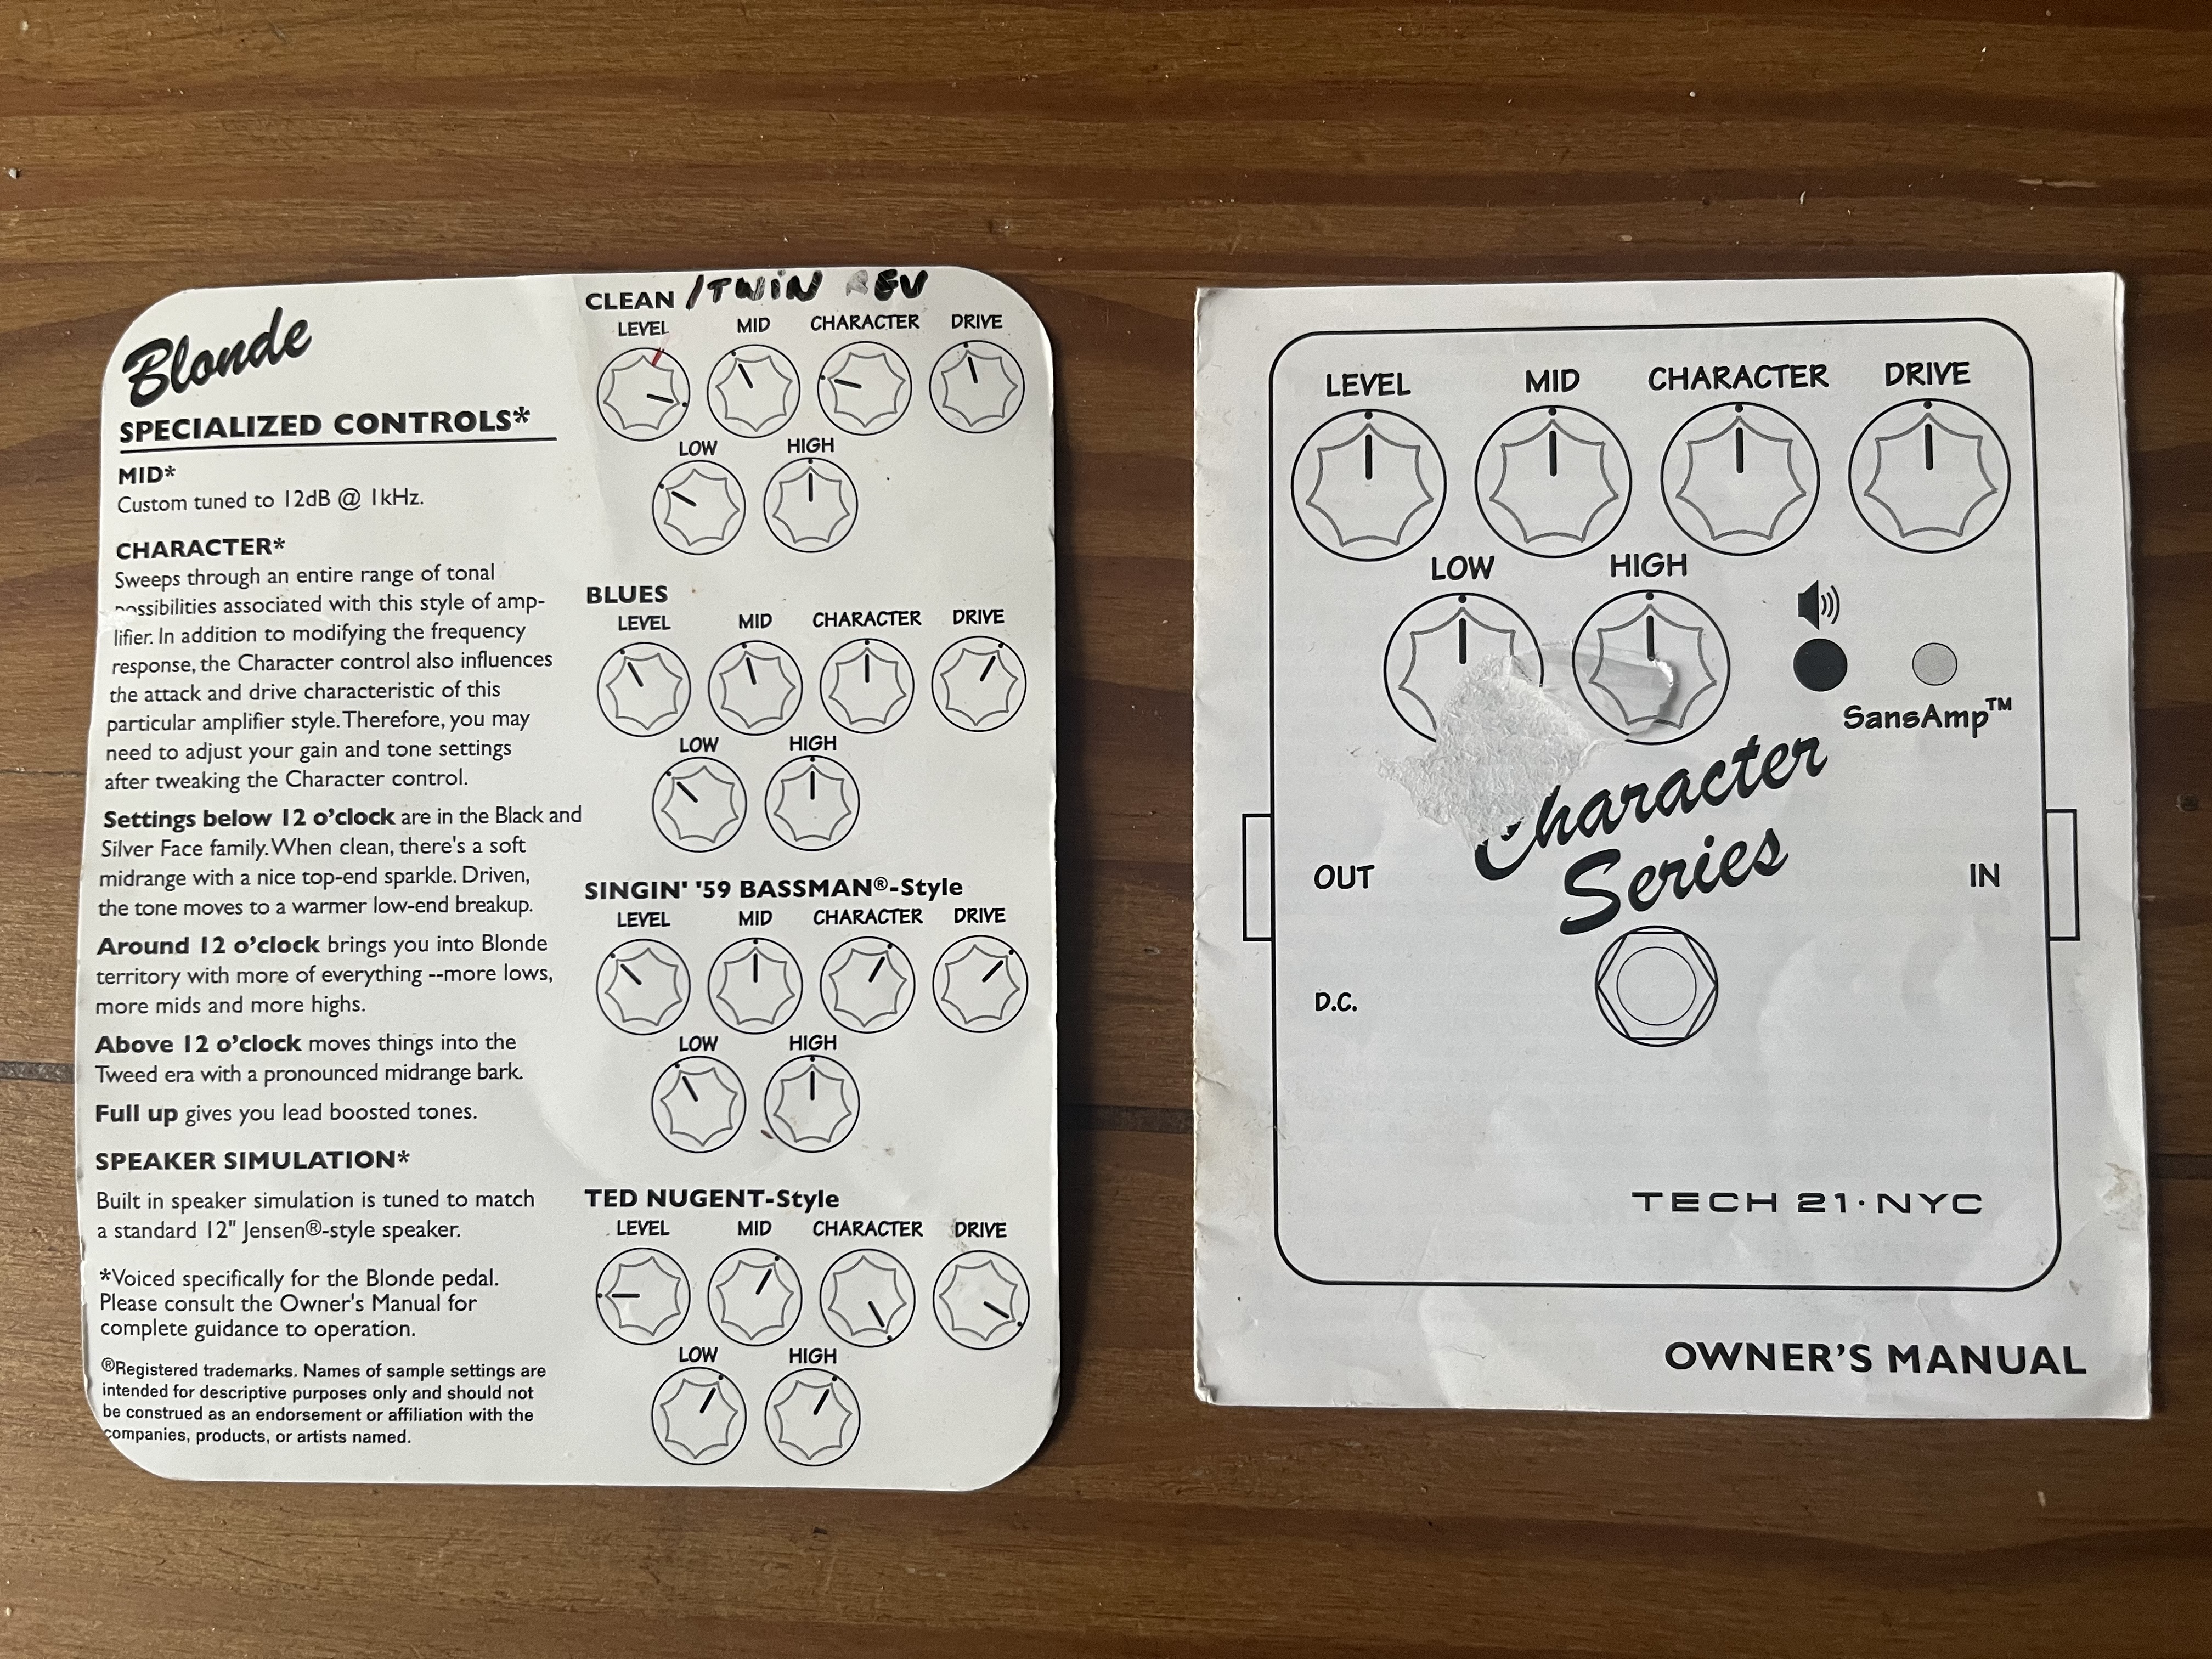 Blonde
SPECIALIZED CONTROLS*
MID*
Custom tuned to 12dB @ 1kHz.
CHARACTER*
Sweeps through an entire range of tonal
possibilities associated with this style of amp-
lifier. In addition to modifying the frequency
response, the Character control also influences
the attack and drive characteristic of this
particular amplifier style. Therefore, you may
need to adjust your gain and tone settings
after tweaking the Character control.
Settings below 12 o'clock are in the Black and
Silver Face family. When clean, there's a soft
midrange with a nice top-end sparkle. Driven,
the tone moves to a warmer low-end breakup.
Around 12 o'clock brings you into Blonde
territory with more of everything --more lows,
more mids and more highs.
Above 12 o'clock moves things into the
Tweed era with a pronounced midrange bark.
Full up gives you lead boosted tones.
SPEAKER SIMULATION*
Built in speaker simulation is tuned to match
a standard 12" Jensen®-style speaker.
*Voiced specifically for the Blonde pedal.
Please consult the Owner's Manual for
complete guidance to operation.
®Registered trademarks. Names of sample settings are
intended for descriptive purposes only and should not
be construed as an endorsement or affiliation with the
companies, products, or artists named.
CLEAN /TWIN REV
LEVEL MID CHARACTER DRIVE
LOW HIGH
BLUES
LEVEL MID CHARACTER DRIVE
LOW HIGH
SINGIN' '59 BASSMAN®-Style
LEVEL MID CHARACTER DRIVE
LOW HIGH
TED NUGENT-Style
LEVEL MID CHARACTER DRIVE
LOW HIGH
LEVEL MID CHARACTER DRIVE
LOW HIGH
SansAmp™
Character
Series
OUT IN
D.C.
TECH 21·NYC
OWNER'S MANUAL